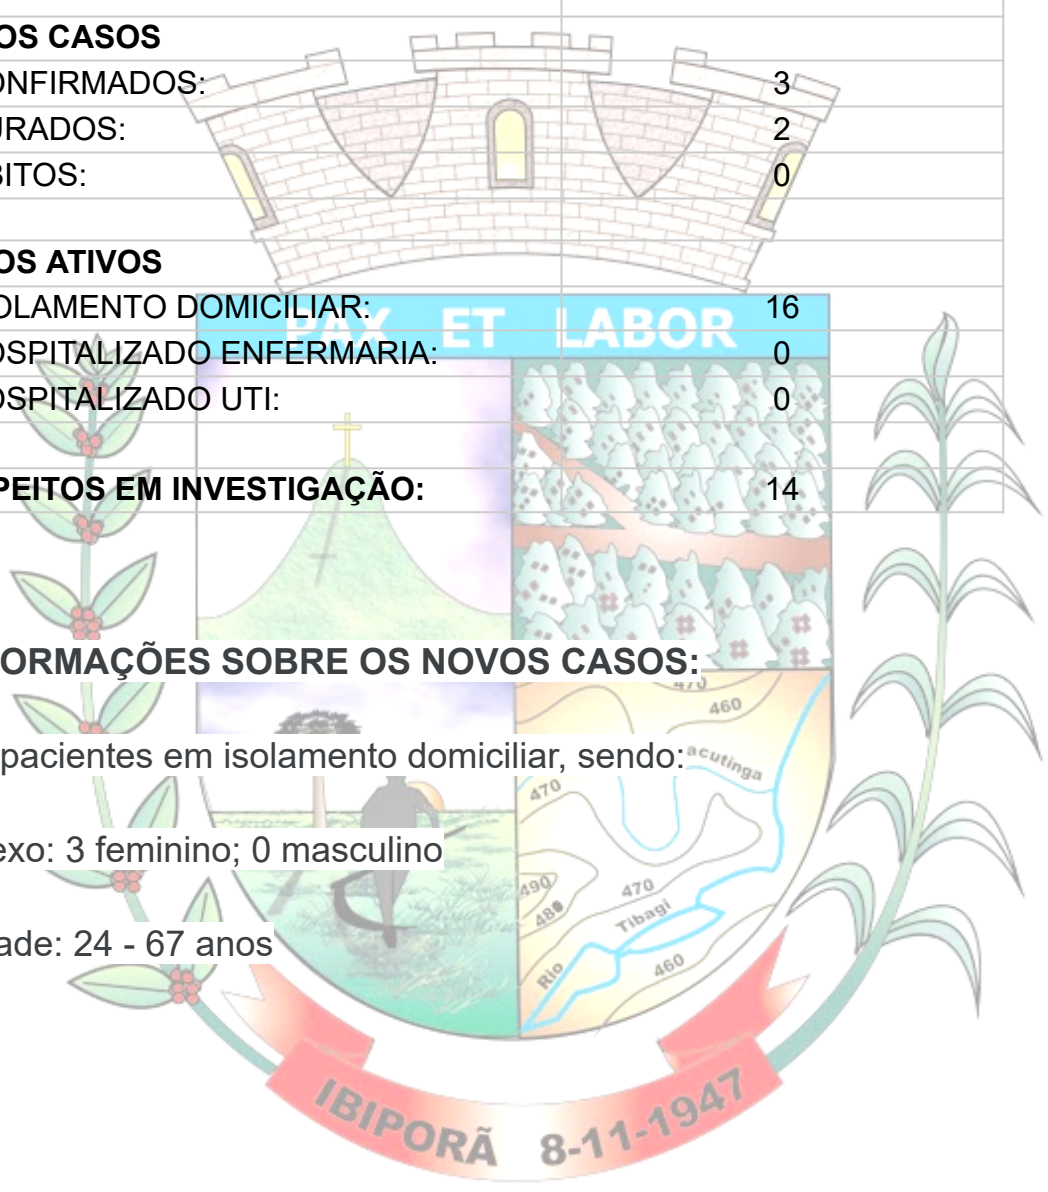 OS CASOS
ONFIRMADOS: 3
URADOS: 2
BITOS: 0
OS ATIVOS
OLAMENTO DOMICILIAR: 16
PAX ET LABOR
OSPITALIZADO ENFERMARIA: 0
OSPITALIZADO UTI: 0
PEITOS EM INVESTIGAÇÃO: 14
ORMAÇÕES SOBRE OS NOVOS CASOS:
470
460
pacientes em isolamento domiciliar, sendo:
acutinga
470
exo: 3 feminino; 0 masculino
490
470
480
Tibagi
ade: 24 - 67 anos
460
Rio
IBIPORÃ 8-11-1947